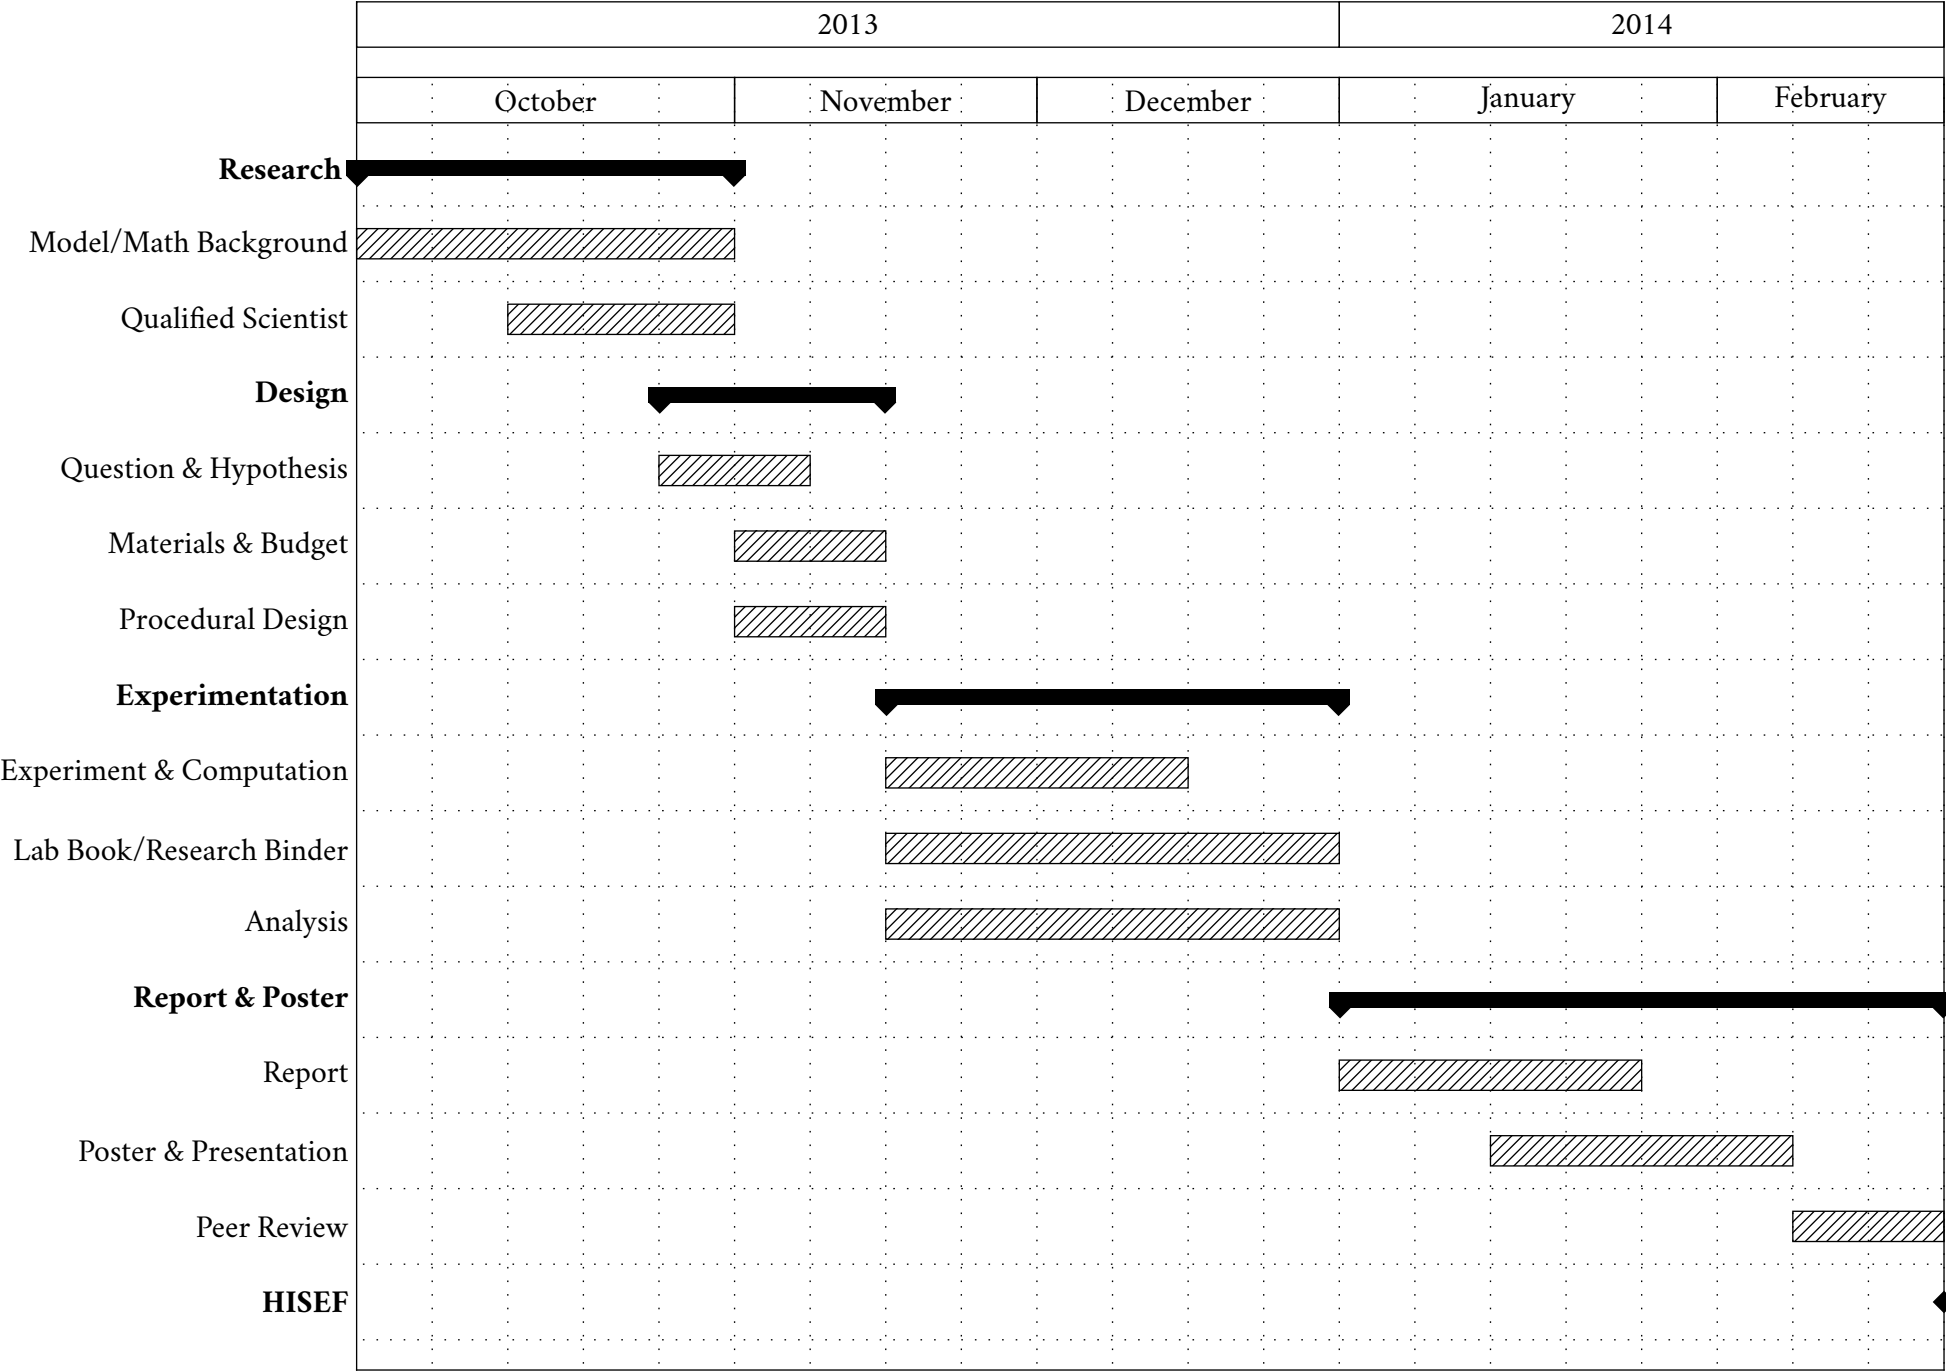 2013 2014
October November December January February
Research
Model/Math Background
Qualified Scientist
Design
Question & Hypothesis
Materials & Budget
Procedural Design
Experimentation
Experiment & Computation
Lab Book/Research Binder
Analysis
Report & Poster
Report
Poster & Presentation
Peer Review
HISEF